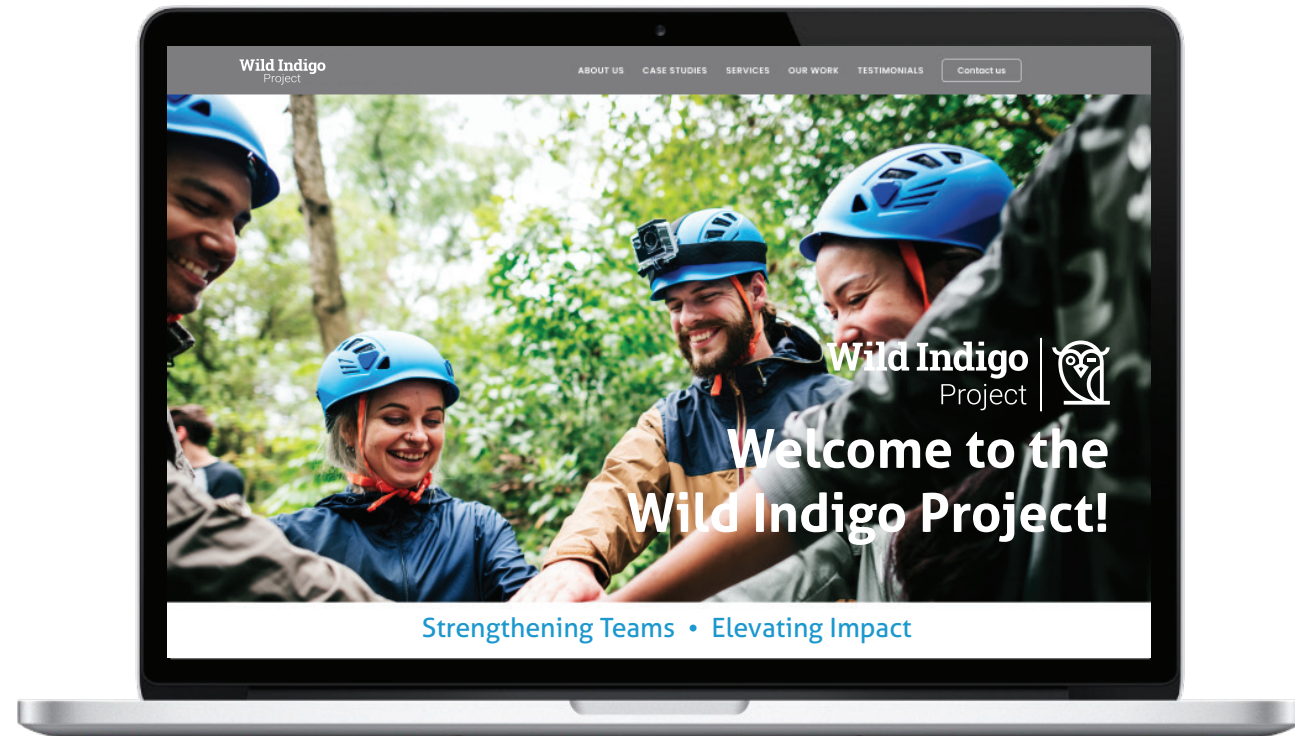 Wild Indigo
Project
ABOUT US
CASE STUDIES
SERVICES
OUR WORK
TESTIMONIALS
Contact us
Wild Indigo
Project
Welcome to the
Wild Indigo Project!
Strengthening Teams • Elevating Impact